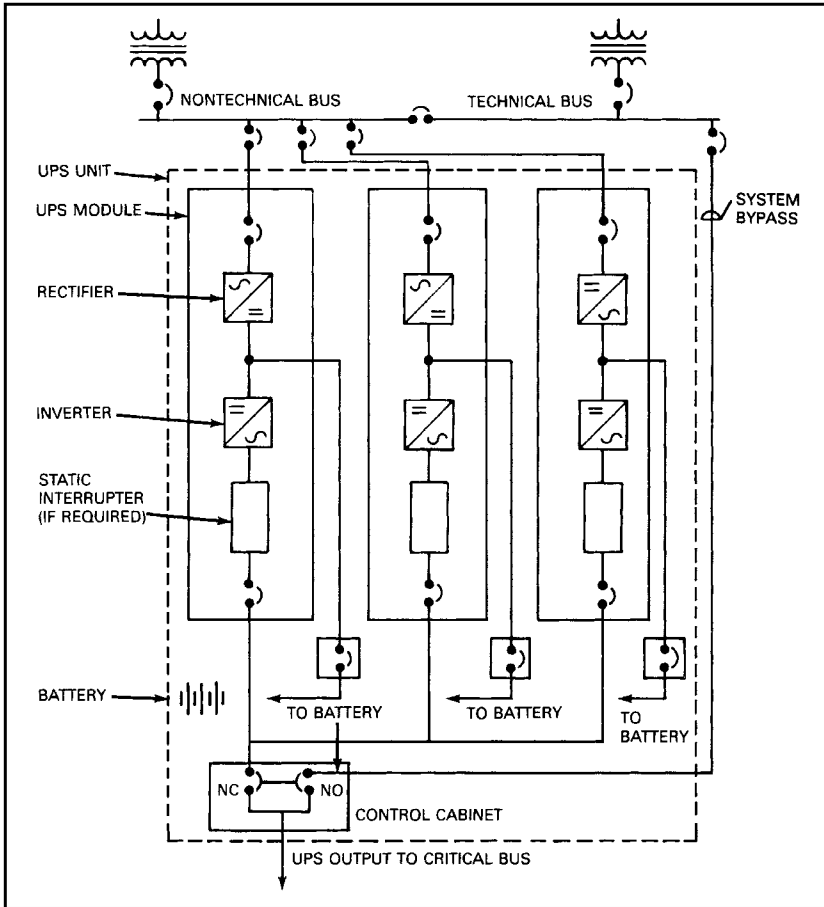 NONTECHNICAL BUS
TECHNICAL BUS
UPS UNIT
UPS MODULE
SYSTEM
BYPASS
RECTIFIER
INVERTER
STATIC
INTERRUPTER
(IF REQUIRED)
BATTERY
TO BATTERY
TO BATTERY
TO
BATTERY
NC
NO
CONTROL CABINET
UPS OUTPUT TO CRITICAL BUS